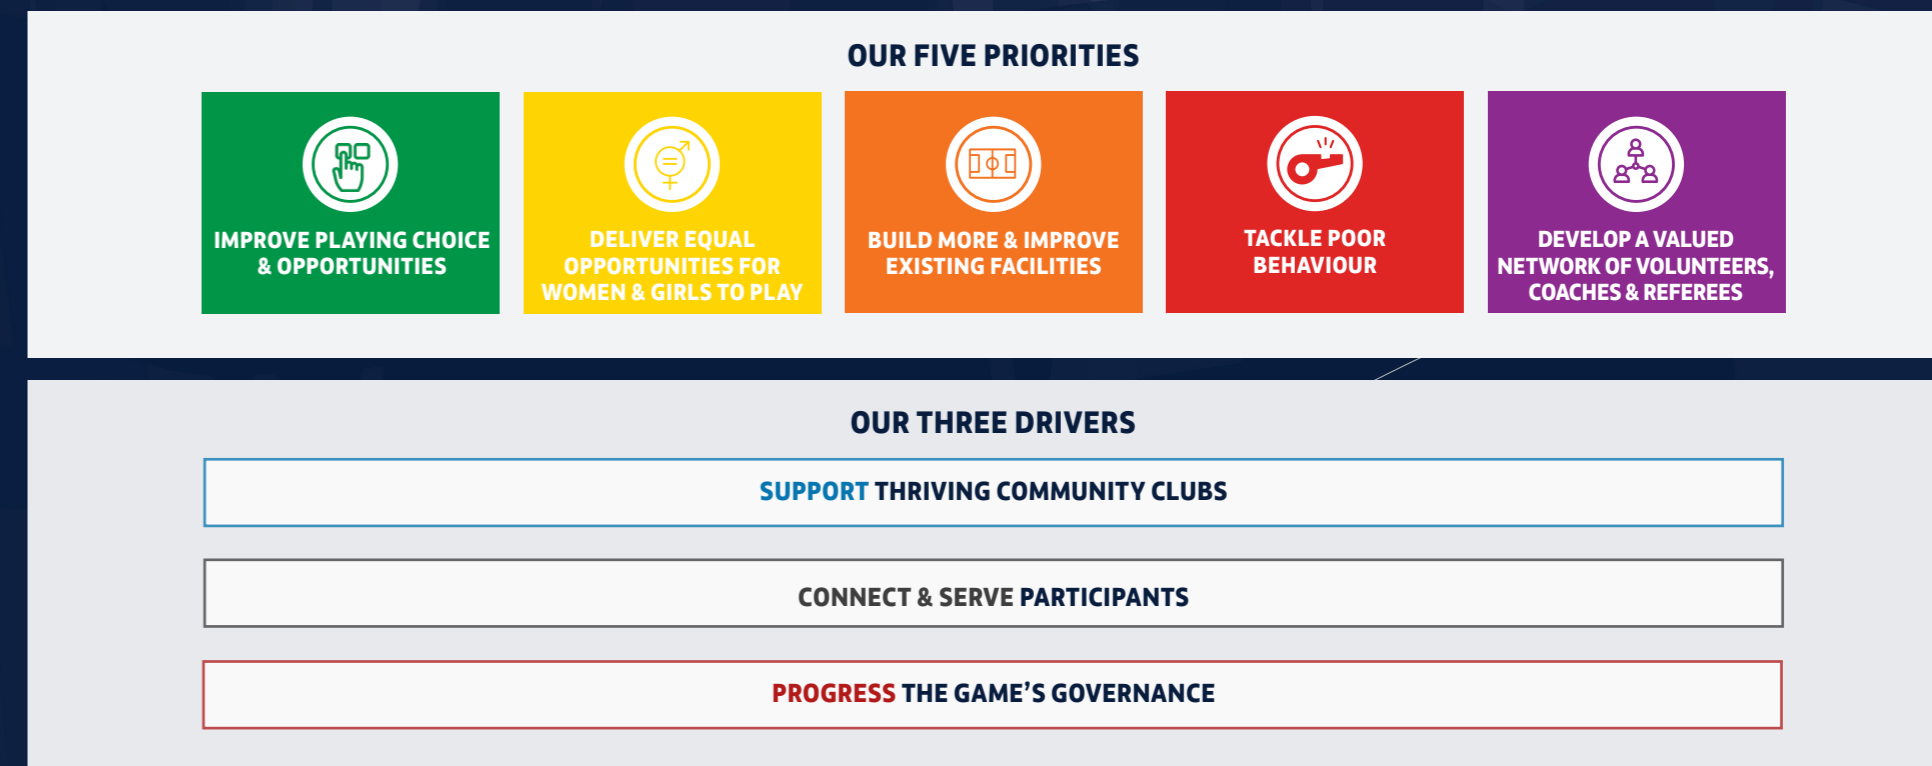 OUR FIVE PRIORITIES
IMPROVE PLAYING CHOICE
& OPPORTUNITIES
DELIVER EQUAL
OPPORTUNITIES FOR
WOMEN & GIRLS TO PLAY
BUILD MORE & IMPROVE
EXISTING FACILITIES
TACKLE POOR
BEHAVIOUR
DEVELOP A VALUED
NETWORK OF VOLUNTEERS,
COACHES & REFEREES
OUR THREE DRIVERS
SUPPORT THRIVING COMMUNITY CLUBS
CONNECT & SERVE PARTICIPANTS
PROGRESS THE GAME’S GOVERNANCE